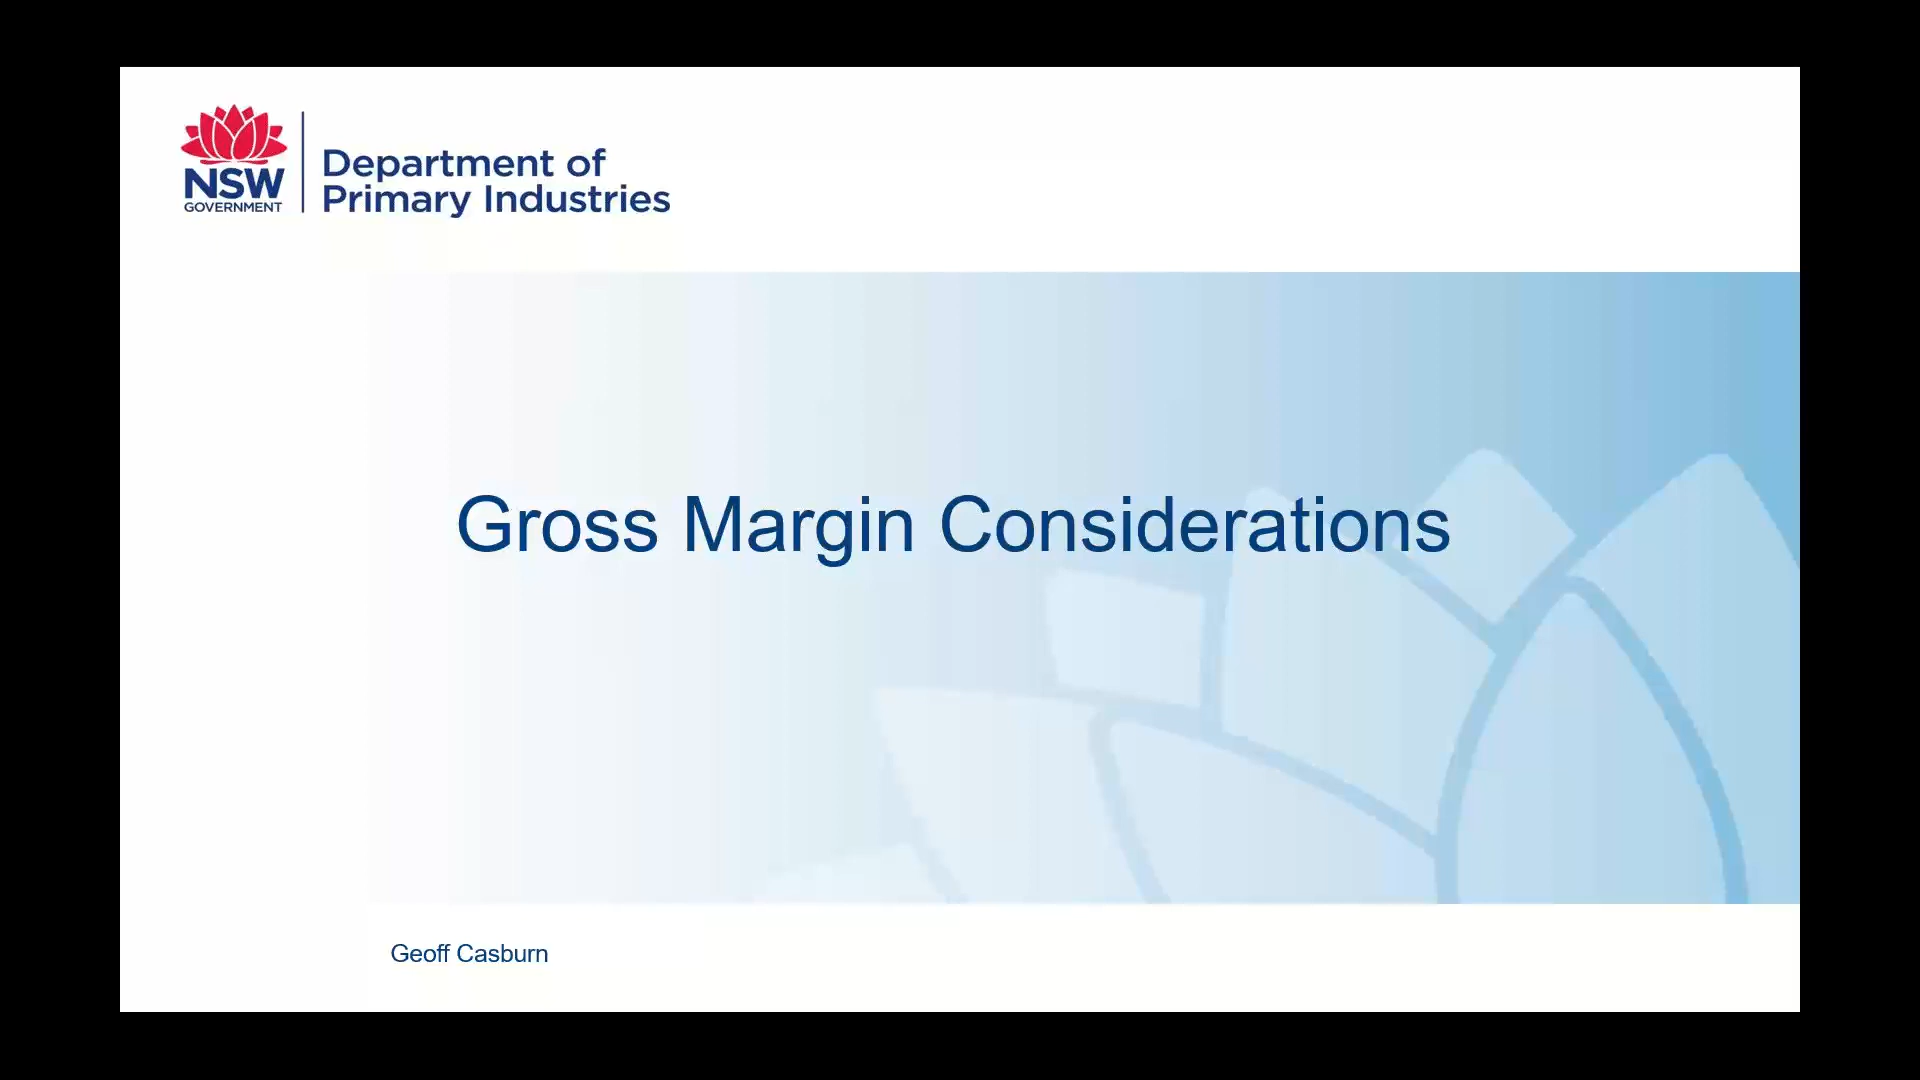 NSW
GOVERNMENT
Department of
Primary Industries
Gross Margin Considerations
Geoff Casburn